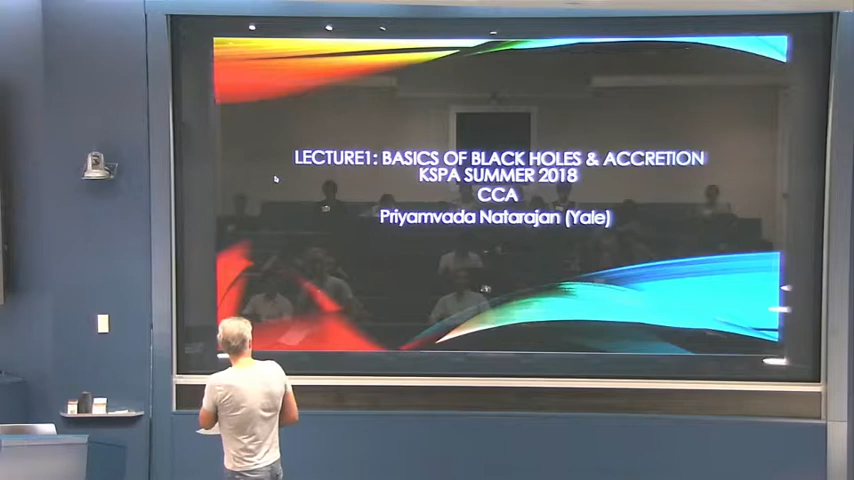 LECTURE1: BASICS OF BLACK HOLES & ACCRETION
KSPA SUMMER 2018
CCA
Priyamvada Natarajan (Yale)